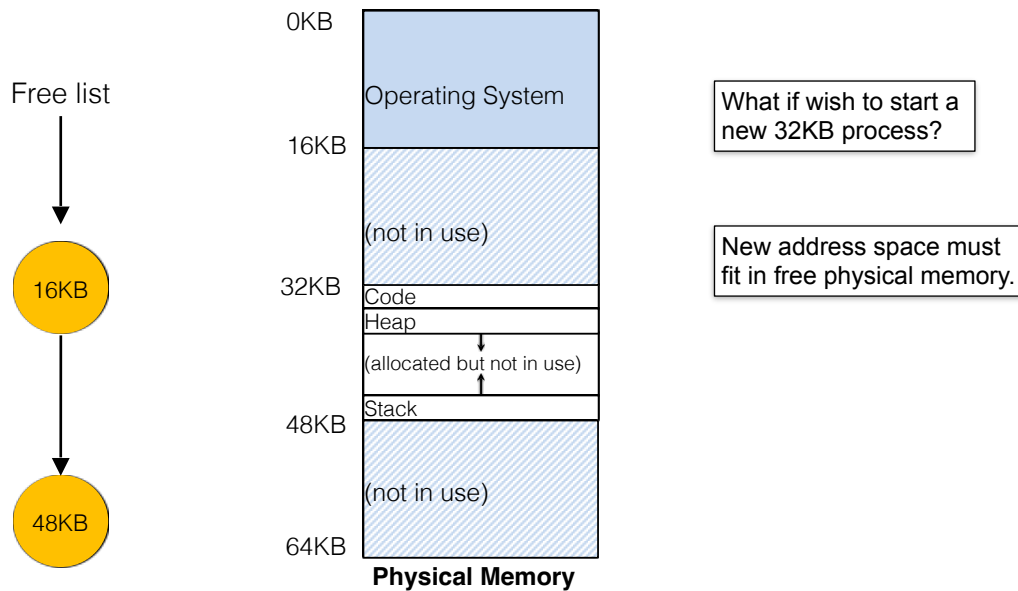 Free list
16KB
48KB
0KB
Operating System
16KB
(not in use)
32KB
Code
Heap
(allocated but not in use)
Stack
48KB
(not in use)
64KB
Physical Memory
What if wish to start a
new 32KB process?
New address space must
fit in free physical memory.